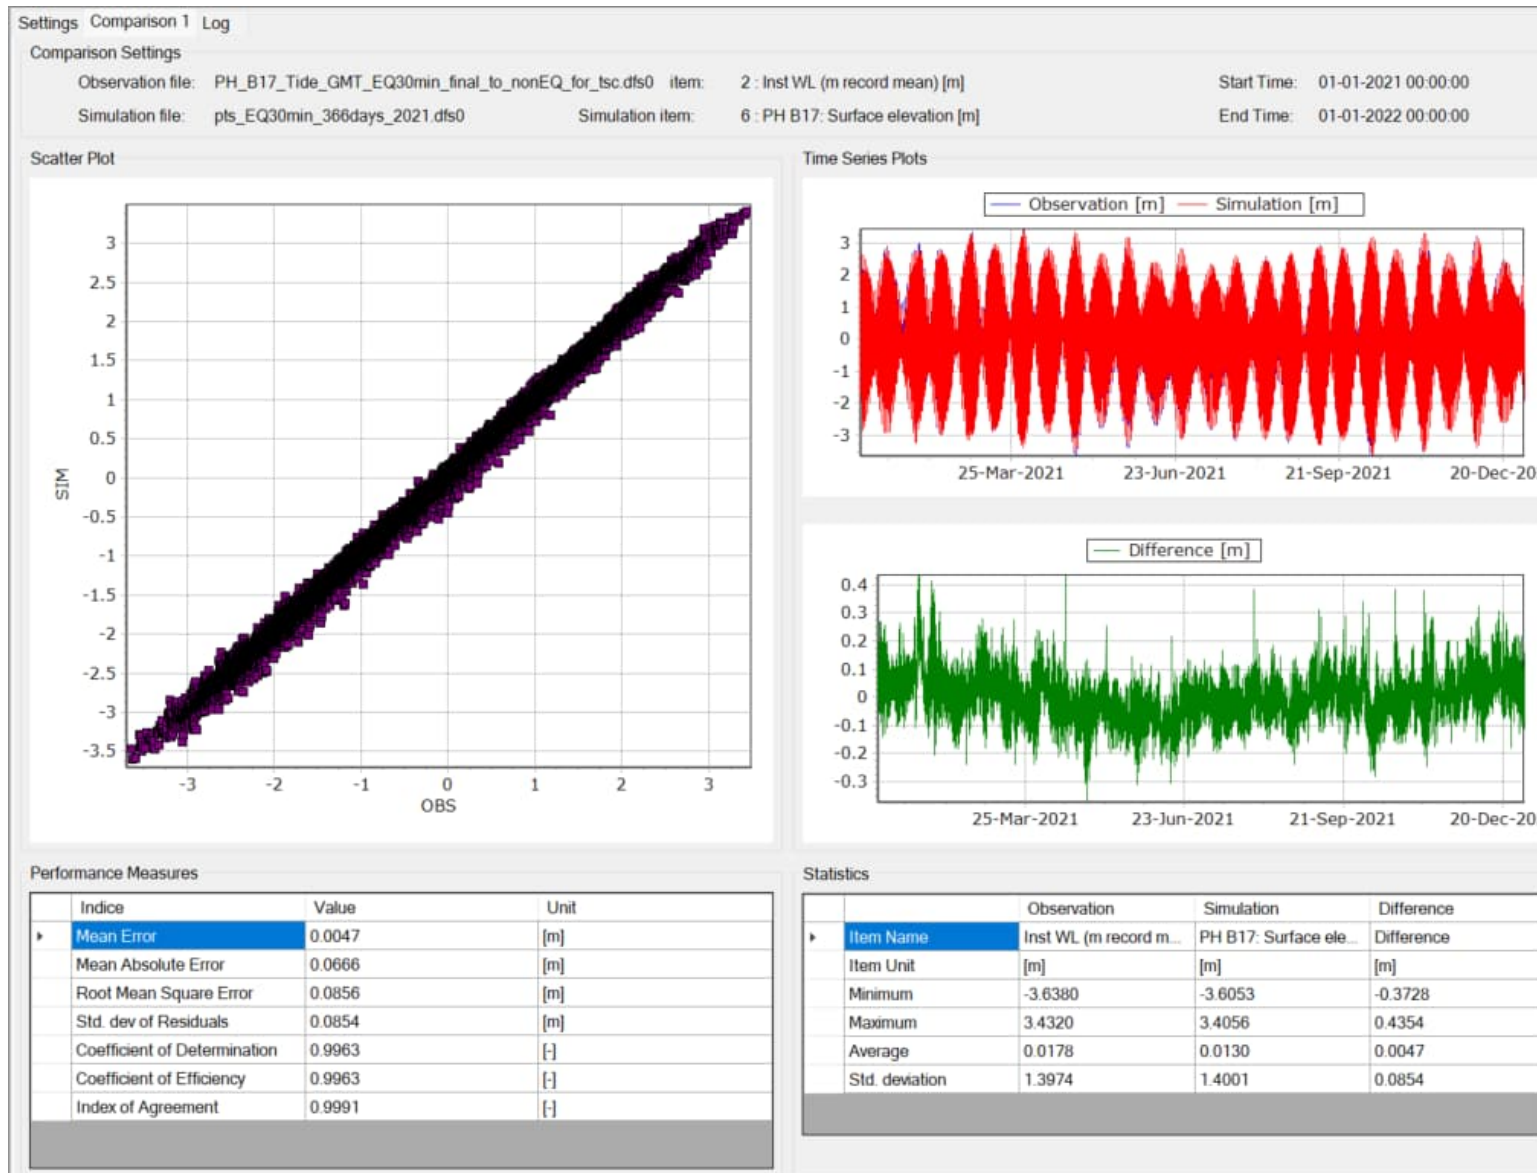 Settings Comparison 1 Log
Comparison Settings
Observation file: PH_B17_Tide_GMT_EQ30min_final_to_nonEQ_for_tsc.dfs0 item: 2 : Inst WL (m record mean) [m] Start Time: 01-01-2021 00:00:00
Simulation file: pts_EQ30min_366days_2021.dfs0 Simulation item: 6 : PH B17: Surface elevation [m] End Time: 01-01-2022 00:00:00
Scatter Plot
3
2.5
2
1.5
1
0.5
0
-0.5
-1
-1.5
-2
-2.5
-3
-3.5
SIM
-3 -2 -1 0 1 2 3
OBS
Time Series Plots
Observation [m] Simulation [m]
3
2
1
0
-1
-2
-3
25-Mar-2021 23-Jun-2021 21-Sep-2021 20-Dec-20
Difference [m]
0.4
0.3
0.2
0.1
0
-0.1
-0.2
-0.3
25-Mar-2021 23-Jun-2021 21-Sep-2021 20-Dec-20
Performance Measures
Indice Value Unit
Mean Error 0.0047 [m]
Mean Absolute Error 0.0666 [m]
Root Mean Square Error 0.0856 [m]
Std. dev of Residuals 0.0854 [m]
Coefficient of Determination 0.9963 [-]
Coefficient of Efficiency 0.9963 [-]
Index of Agreement 0.9991 [-]
Statistics
Observation Simulation Difference
Item Name Inst WL (m record m... PH B17: Surface ele... Difference
Item Unit [m] [m] [m]
Minimum -3.6380 -3.6053 -0.3728
Maximum 3.4320 3.4056 0.4354
Average 0.0178 0.0130 0.0047
Std. deviation 1.3974 1.4001 0.0854